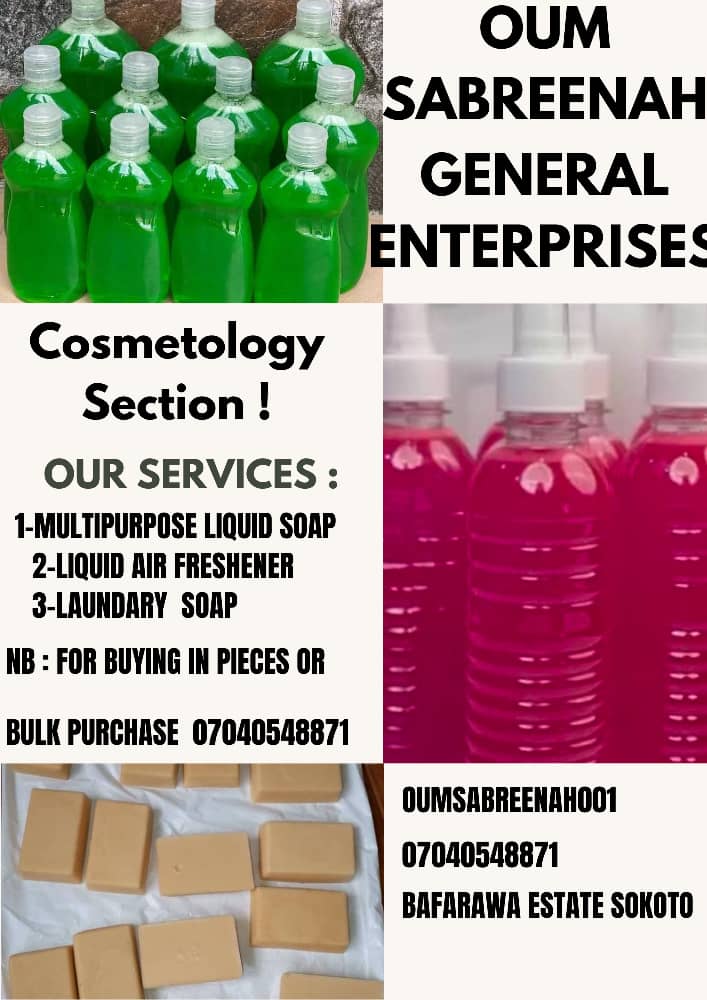 OUM
SABREENAH
GENERAL
ENTERPRISES
Cosmetology
Section !
OUR SERVICES :
1-MULTIPURPOSE LIQUID SOAP
2-LIQUID AIR FRESHENER
3-LAUNDARY SOAP
NB : FOR BUYING IN PIECES OR
BULK PURCHASE 07040548871
OUMSABREENAH001
07040548871
BAFARAWA ESTATE SOKOTO